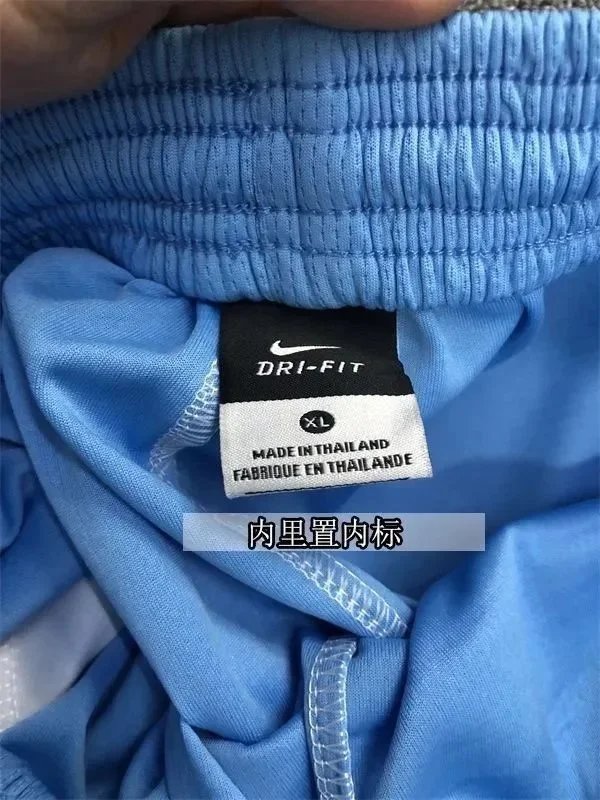 DRI-FIT
XL
MADE IN THAILAND
FABRIQUE EN THAILANDE
内里置内标